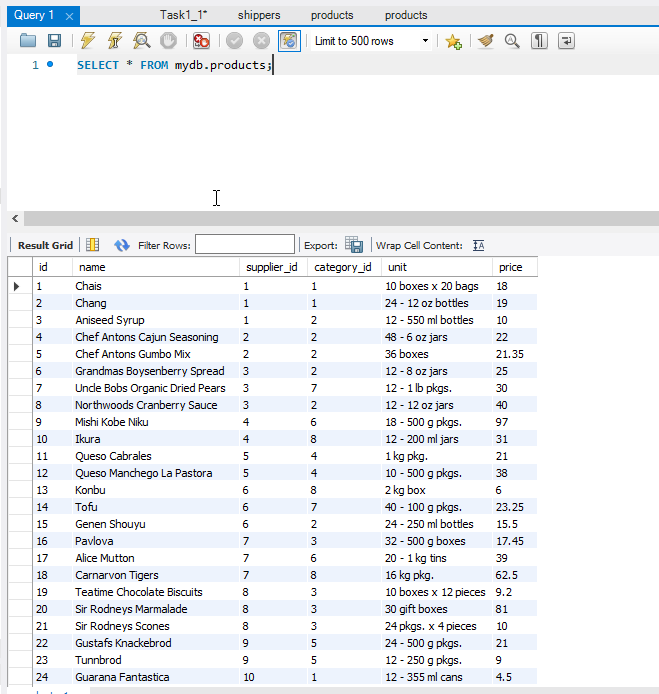 Query 1 Task1_1* shippers products products
Limit to 500 rows
1 SELECT * FROM mydb.products;
Result Grid Filter Rows: Export: Wrap Cell Content:
id name supplier_id category_id unit price
1 Chais 1 1 10 boxes x 20 bags 18
2 Chang 1 1 24 - 12 oz bottles 19
3 Aniseed Syrup 1 2 12 - 550 ml bottles 10
4 Chef Antons Cajun Seasoning 2 2 48 - 6 oz jars 22
5 Chef Antons Gumbo Mix 2 2 36 boxes 21.35
6 Grandmas Boysenberry Spread 3 2 12 - 8 oz jars 25
7 Uncle Bobs Organic Dried Pears 3 7 12 - 1 lb pkgs. 30
8 Northwoods Cranberry Sauce 3 2 12 - 12 oz jars 40
9 Mishi Kobe Niku 4 6 18 - 500 g pkgs. 97
10 Ikura 4 8 12 - 200 ml jars 31
11 Queso Cabrales 5 4 1 kg pkg. 21
12 Queso Manchego La Pastora 5 4 10 - 500 g pkgs. 38
13 Konbu 6 8 2 kg box 6
14 Tofu 6 7 40 - 100 g pkgs. 23.25
15 Genen Shouyu 6 2 24 - 250 ml bottles 15.5
16 Pavlova 7 3 32 - 500 g boxes 17.45
17 Alice Mutton 7 6 20 - 1 kg tins 39
18 Carnarvon Tigers 7 8 16 kg pkg. 62.5
19 Teatime Chocolate Biscuits 8 3 10 boxes x 12 pieces 9.2
20 Sir Rodneys Marmalade 8 3 30 gift boxes 81
21 Sir Rodneys Scones 8 3 24 pkgs. x 4 pieces 10
22 Gustafs Knackebrod 9 5 24 - 500 g pkgs. 21
23 Tunnbrod 9 5 12 - 250 g pkgs. 9
24 Guarana Fantastica 10 1 12 - 355 ml cans 4.5